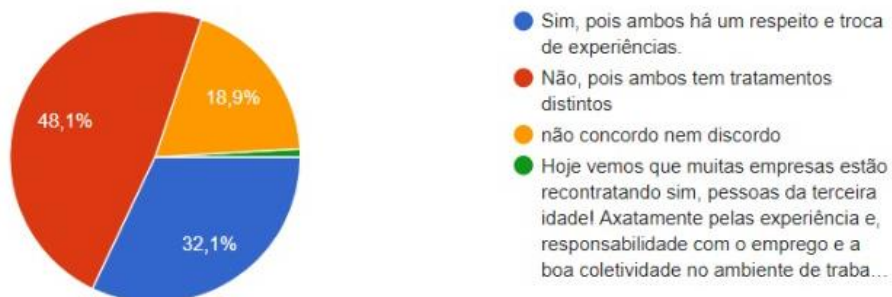 48,1%
18,9%
32,1%
Sim, pois ambos há um respeito e troca
de experiências.
Não, pois ambos tem tratamentos
distintos
não concordo nem discordo
Hoje vemos que muitas empresas estão
recontratando sim, pessoas da terceira
idade! Axatamente pelas experiência e,
responsabilidade com o emprego e a
boa coletividade no ambiente de traba…